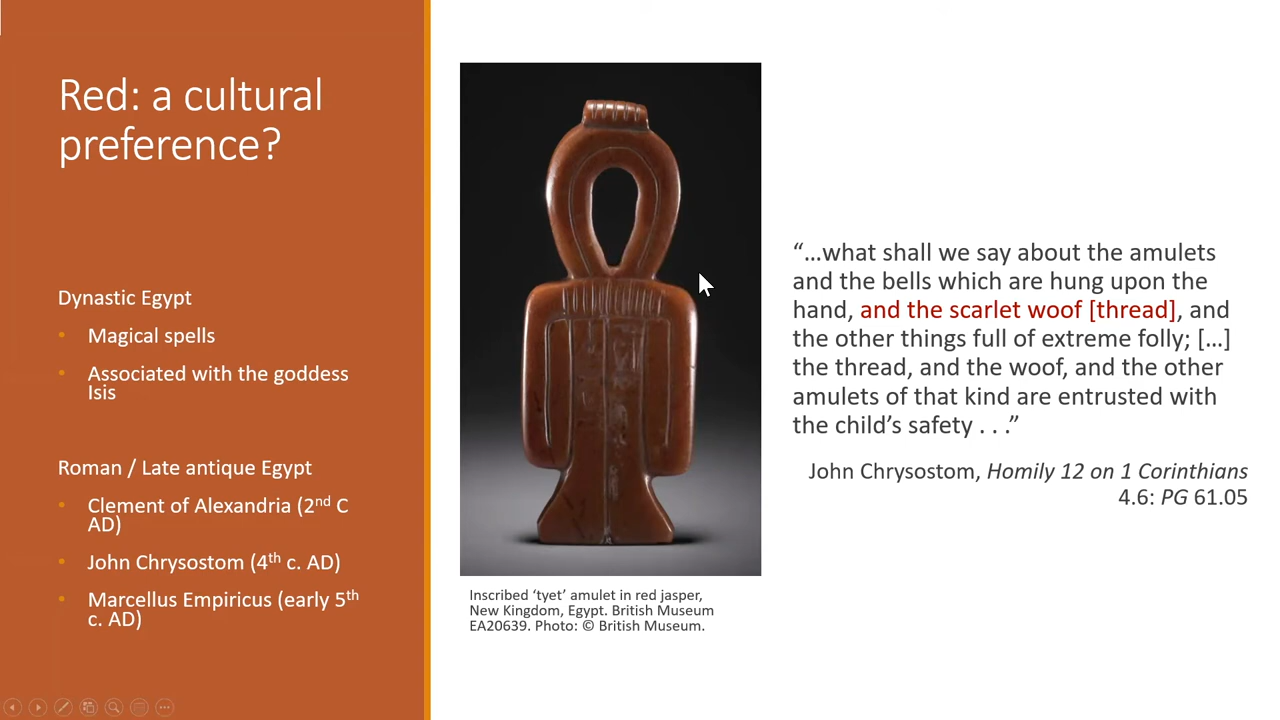 Red: a cultural
preference?
Dynastic Egypt
• Magical spells
• Associated with the goddess
Isis
Roman / Late antique Egypt
• Clement of Alexandria (2nd C
AD)
• John Chrysostom (4th c. AD)
• Marcellus Empiricus (early 5th
c. AD)
Inscribed ‘tyet’ amulet in red jasper,
New Kingdom, Egypt. British Museum
EA20639. Photo: © British Museum.
“…what shall we say about the amulets
and the bells which are hung upon the
hand, and the scarlet woof [thread], and
the other things full of extreme folly; […]
the thread, and the woof, and the other
amulets of that kind are entrusted with
the child’s safety . . .”
John Chrysostom, Homily 12 on 1 Corinthians
4.6: PG 61.05